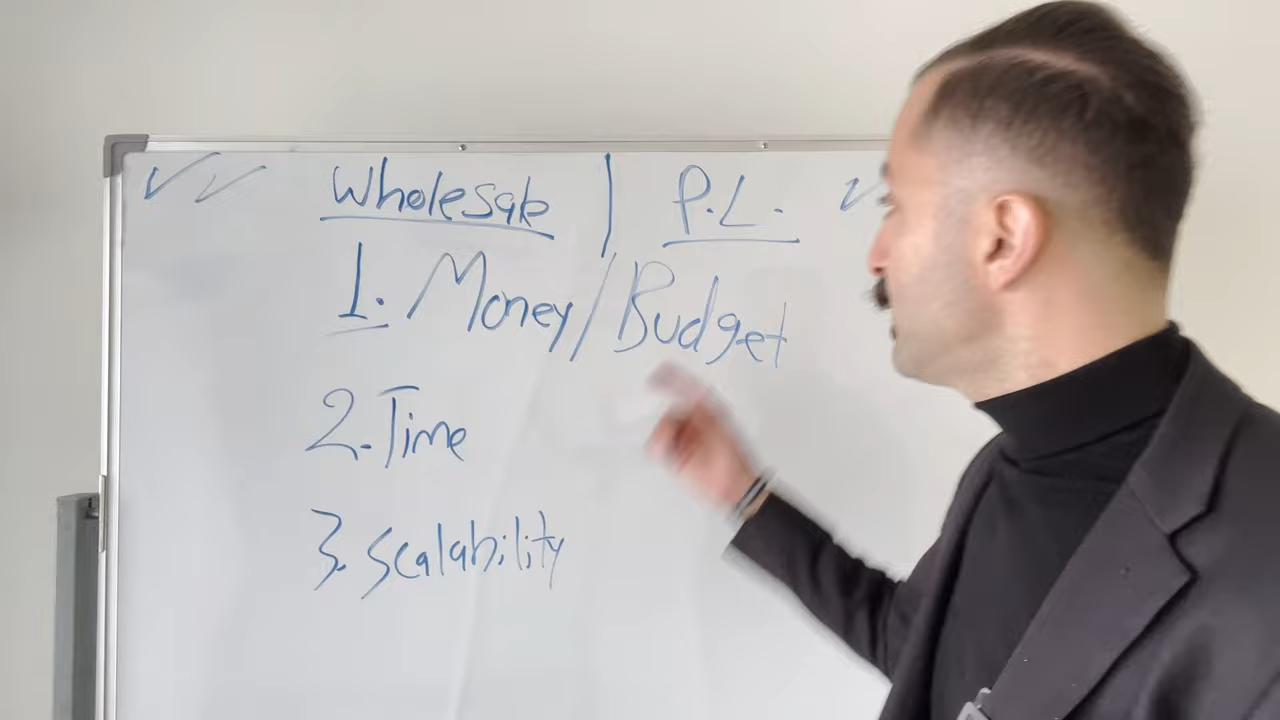 Wholesale | P.L.
1. Money/Budget
2. Time
3. Scalability